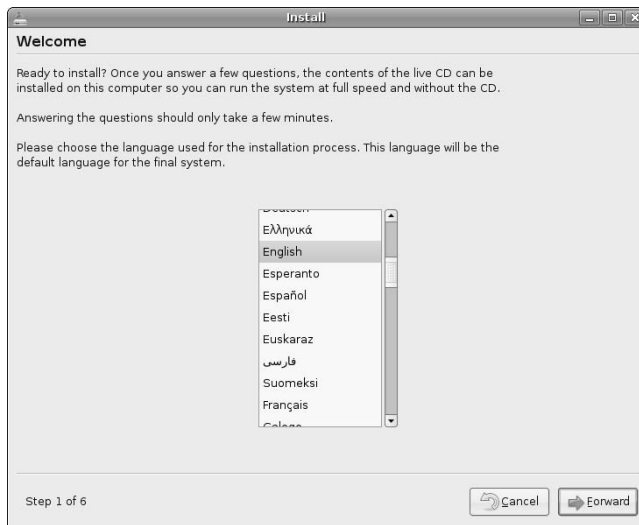 Install
Welcome
Ready to install? Once you answer a few questions, the contents of the live CD can be
installed on this computer so you can run the system at full speed and without the CD.
Answering the questions should only take a few minutes.
Please choose the language used for the installation process. This language will be the
default language for the final system.
Deutsch
Ελληνικά
English
Esperanto
Español
Eesti
Euskaraz
فارسی
Suomeksi
Français
Galego
Step 1 of 6
Cancel
Forward